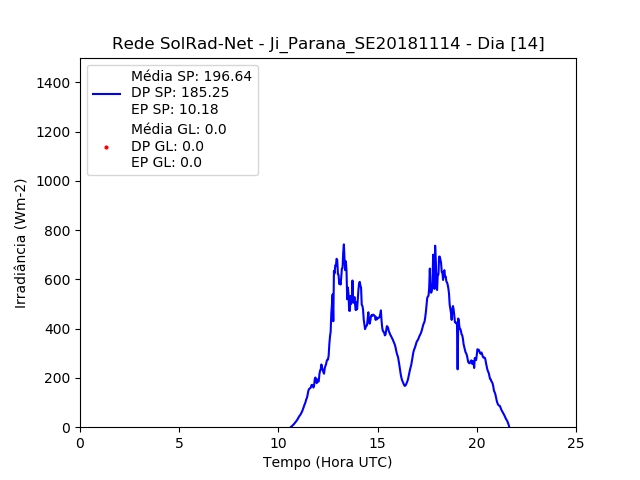 Rede SolRad-Net - Ji_Parana_SE20181114 - Dia [14]
Média SP: 196.64
DP SP: 185.25
EP SP: 10.18
Média GL: 0.0
DP GL: 0.0
EP GL: 0.0
Irradiância (Wm-2)
1400
1200
1000
800
600
400
200
0
0 5 10 15 20 25
Tempo (Hora UTC)